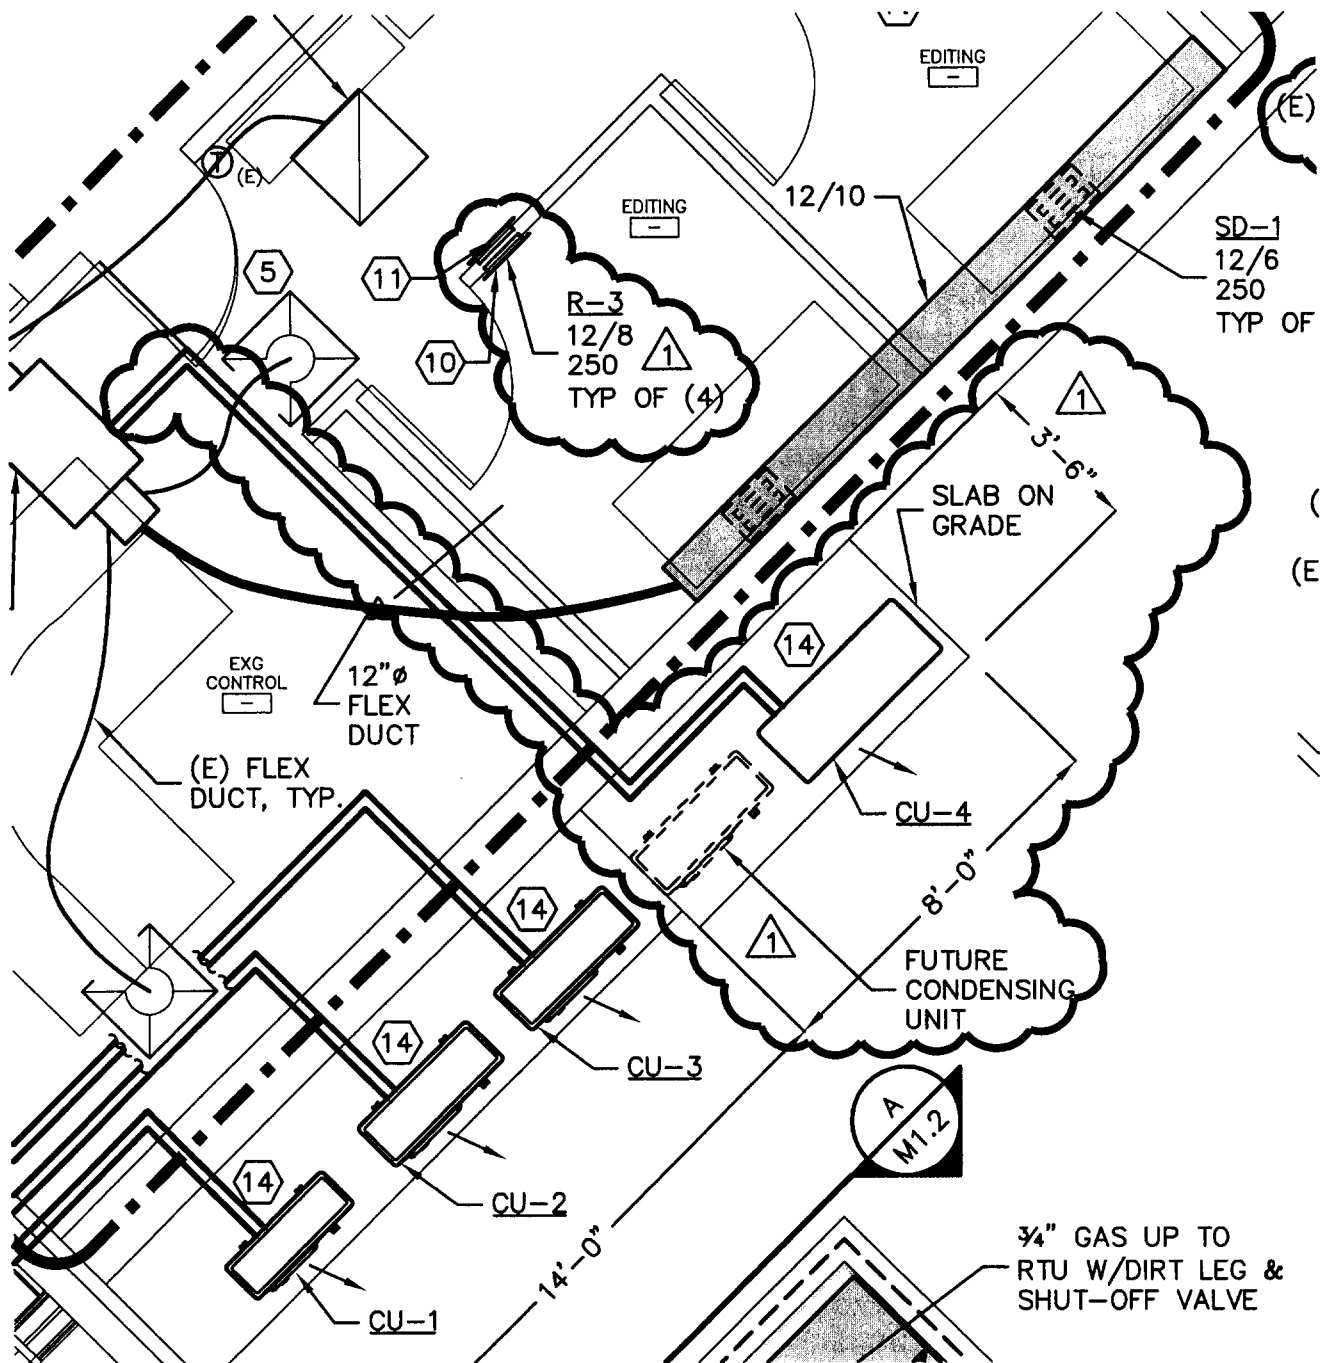 EDITING
-
(E)
T
(E)
12/10
EDITING
-
SD-1
12/6
250
TYP OF
5
11
R-3
12/8
250
TYP OF (4)
1
10
1
3'-6"
SLAB ON
GRADE
(
(E
14
EXG
CONTROL
-
12"ø
FLEX
DUCT
(E) FLEX
DUCT, TYP.
CU-4
8'-0"
14
1
FUTURE
CONDENSING
UNIT
14
CU-3
A
M1.2
14
CU-2
14'-0"
CU-1
3/4" GAS UP TO
RTU W/DIRT LEG &
SHUT-OFF VALVE